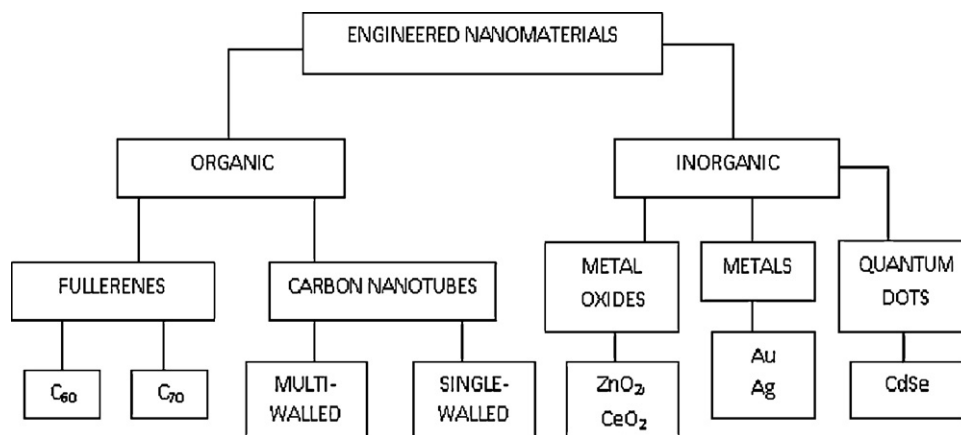 ENGINEERED NANOMATERIALS
ORGANIC
INORGANIC
FULLERENES
CARBON NANOTUBES
METAL
OXIDES
METALS
QUANTUM
DOTS
C₆₀
C₇₀
MULTI-
WALLED
SINGLE-
WALLED
ZnO₂,
CeO₂
Au
Ag
CdSe